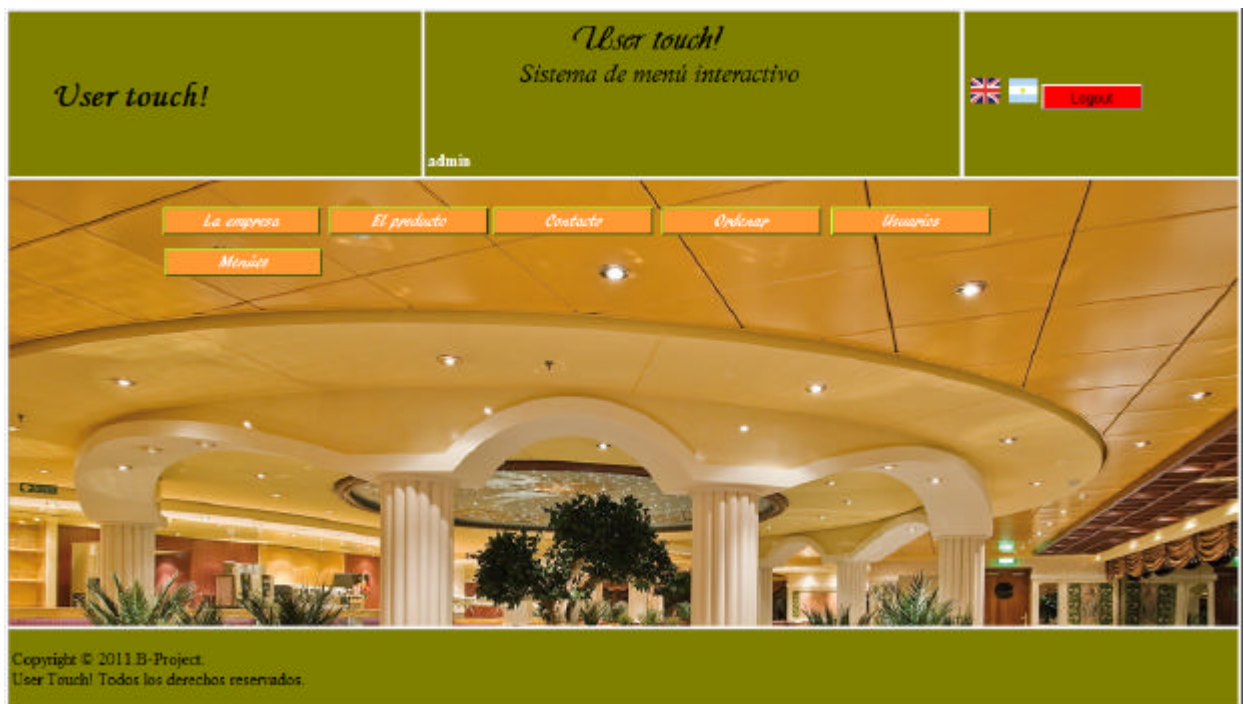 User touch!
User touch!
Sistema de menú interactivo
admin
Logout
La empresa
El producto
Contacto
Ordenar
Usuarios
Menúes
Copyright © 2011 B-Project.
User Touch! Todos los derechos reservados.